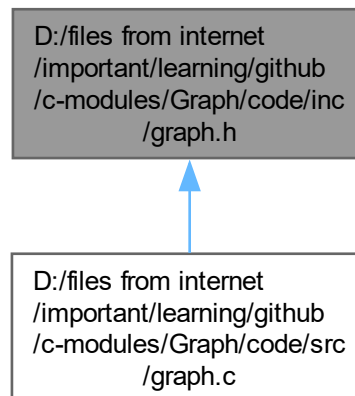 D:/files from internet
/important/learning/github
/c-modules/Graph/code/inc
/graph.h
D:/files from internet
/important/learning/github
/c-modules/Graph/code/src
/graph.c